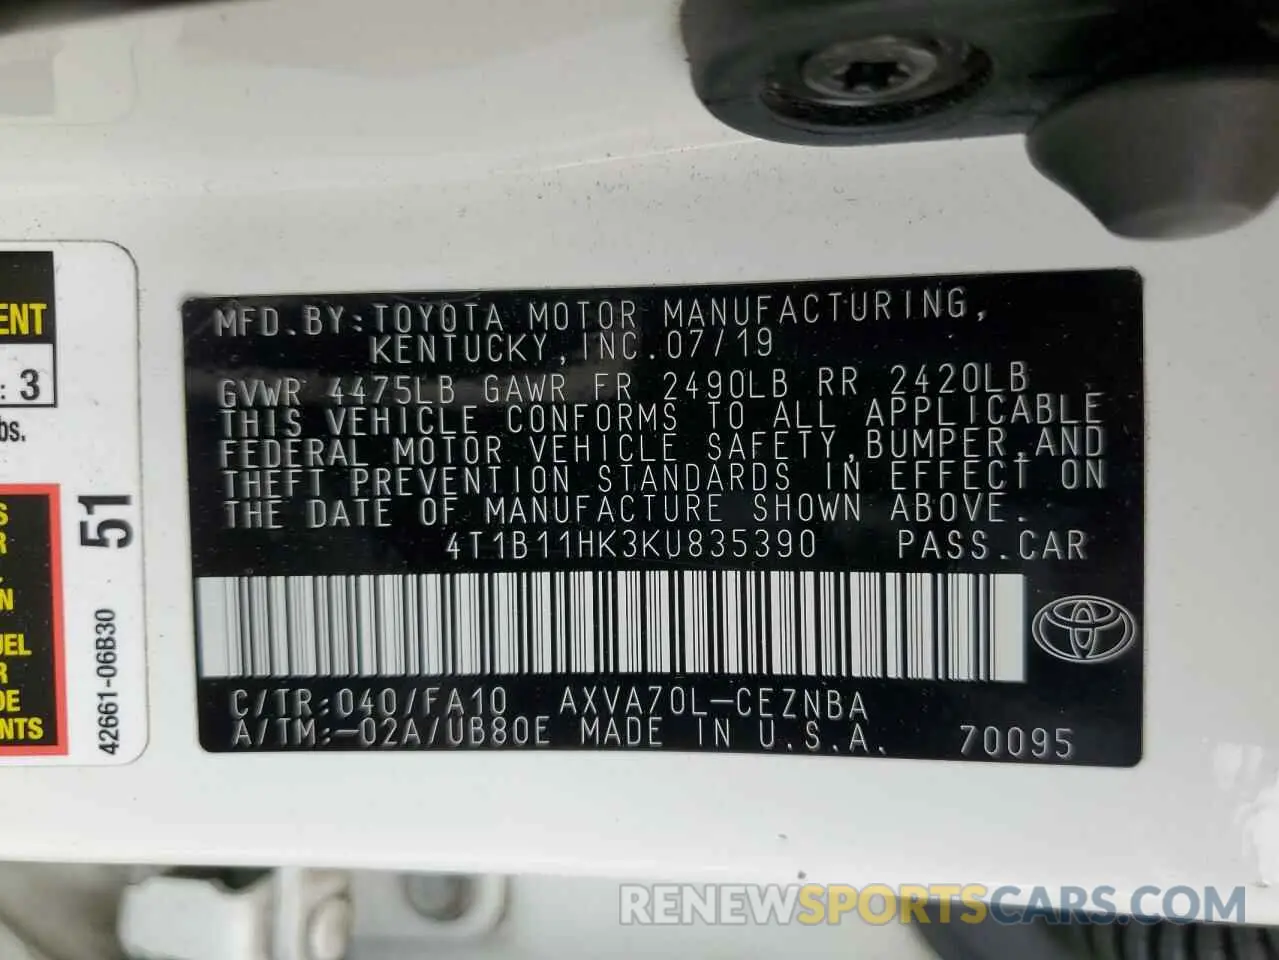 ENT
: 3
bs.
S
R
L
N
UEL
R
DE
NTS
51
42661-06B30
MFD.BY:TOYOTA MOTOR MANUFACTURING,
KENTUCKY,INC.07/19
GVWR 4475LB GAWR FR 2490LB RR 2420LB
THIS VEHICLE CONFORMS TO ALL APPLICABLE
FEDERAL MOTOR VEHICLE SAFETY,BUMPER,AND
THEFT PREVENTION STANDARDS IN EFFECT ON
THE DATE OF MANUFACTURE SHOWN ABOVE.
4T1B11HK3KU835390 PASS.CAR
C/TR:040/FA10 AXVA70L-CEZNBA
A/TM:-02A/UB80E MADE IN U.S.A. 70095
RENEWSPORTSCARS.COM